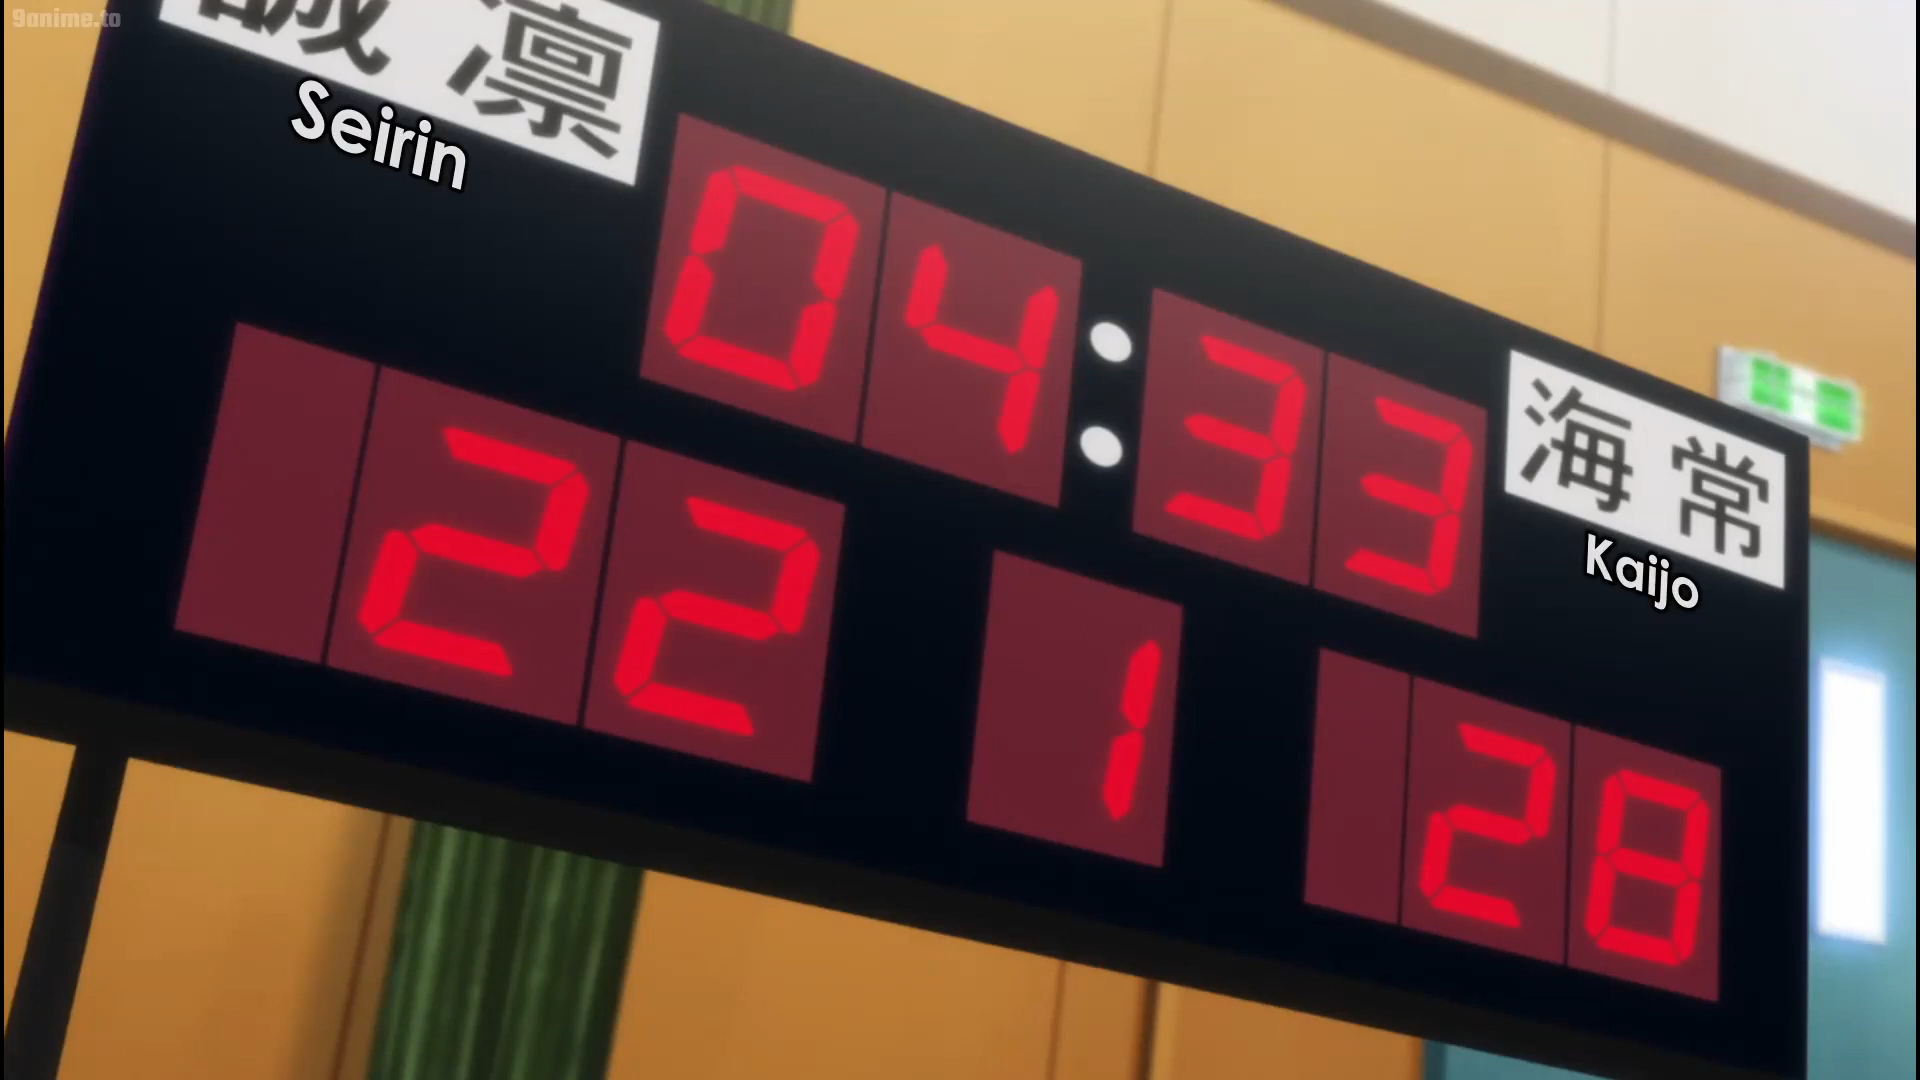 9anime.to
誠凛
Seirin
04:33
海常
Kaijo
22
1
28